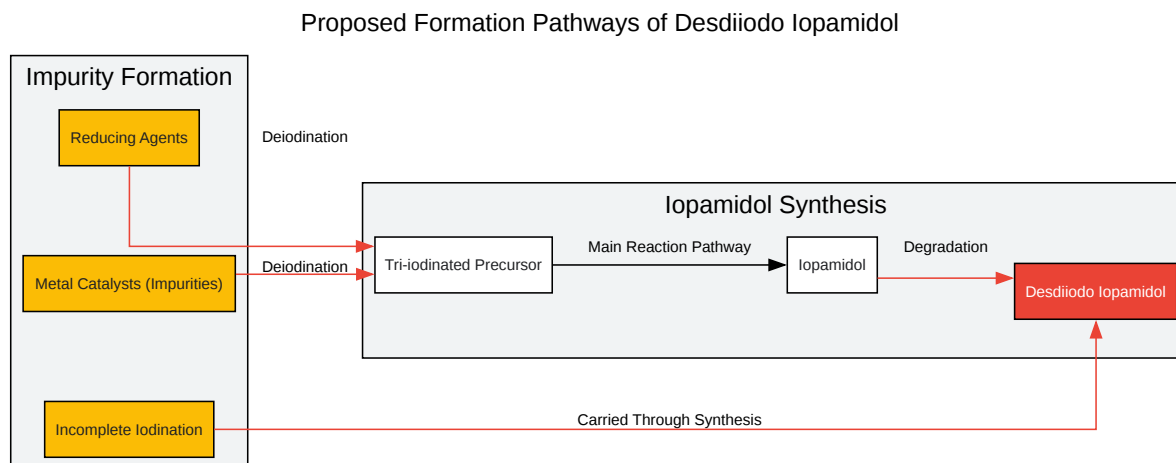 Proposed Formation Pathways of Desdiiodo Iopamidol
Impurity Formation
Reducing Agents
Deiodination
Iopamidol Synthesis
Main Reaction Pathway
Degradation
Tri-iodinated Precursor
Iopamidol
Deiodination
Metal Catalysts (Impurities)
Desdiiodo Iopamidol
Carried Through Synthesis
Incomplete Iodination